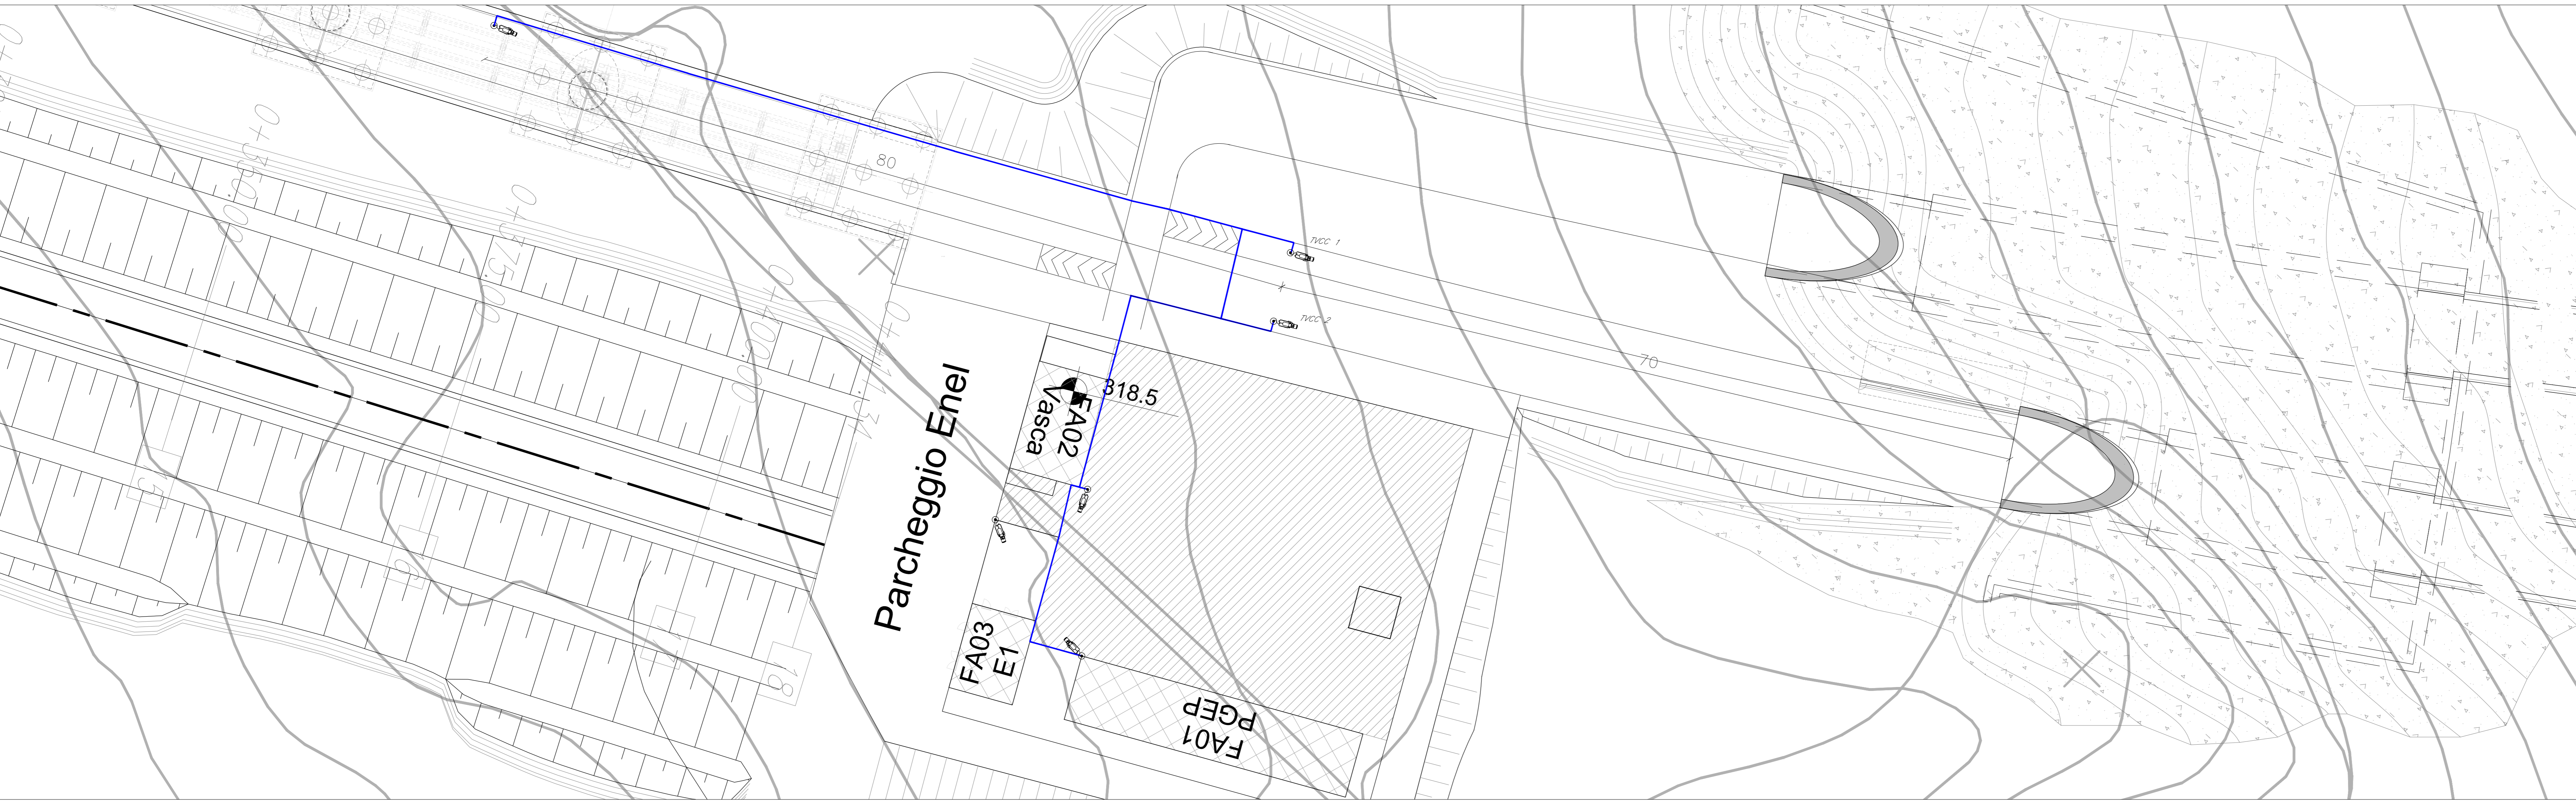 80
TVCC 1
TVCC 2
70
Parcheggio Enel
318.5
FA02
Vasca
FA03
E1
FA01
PGEP